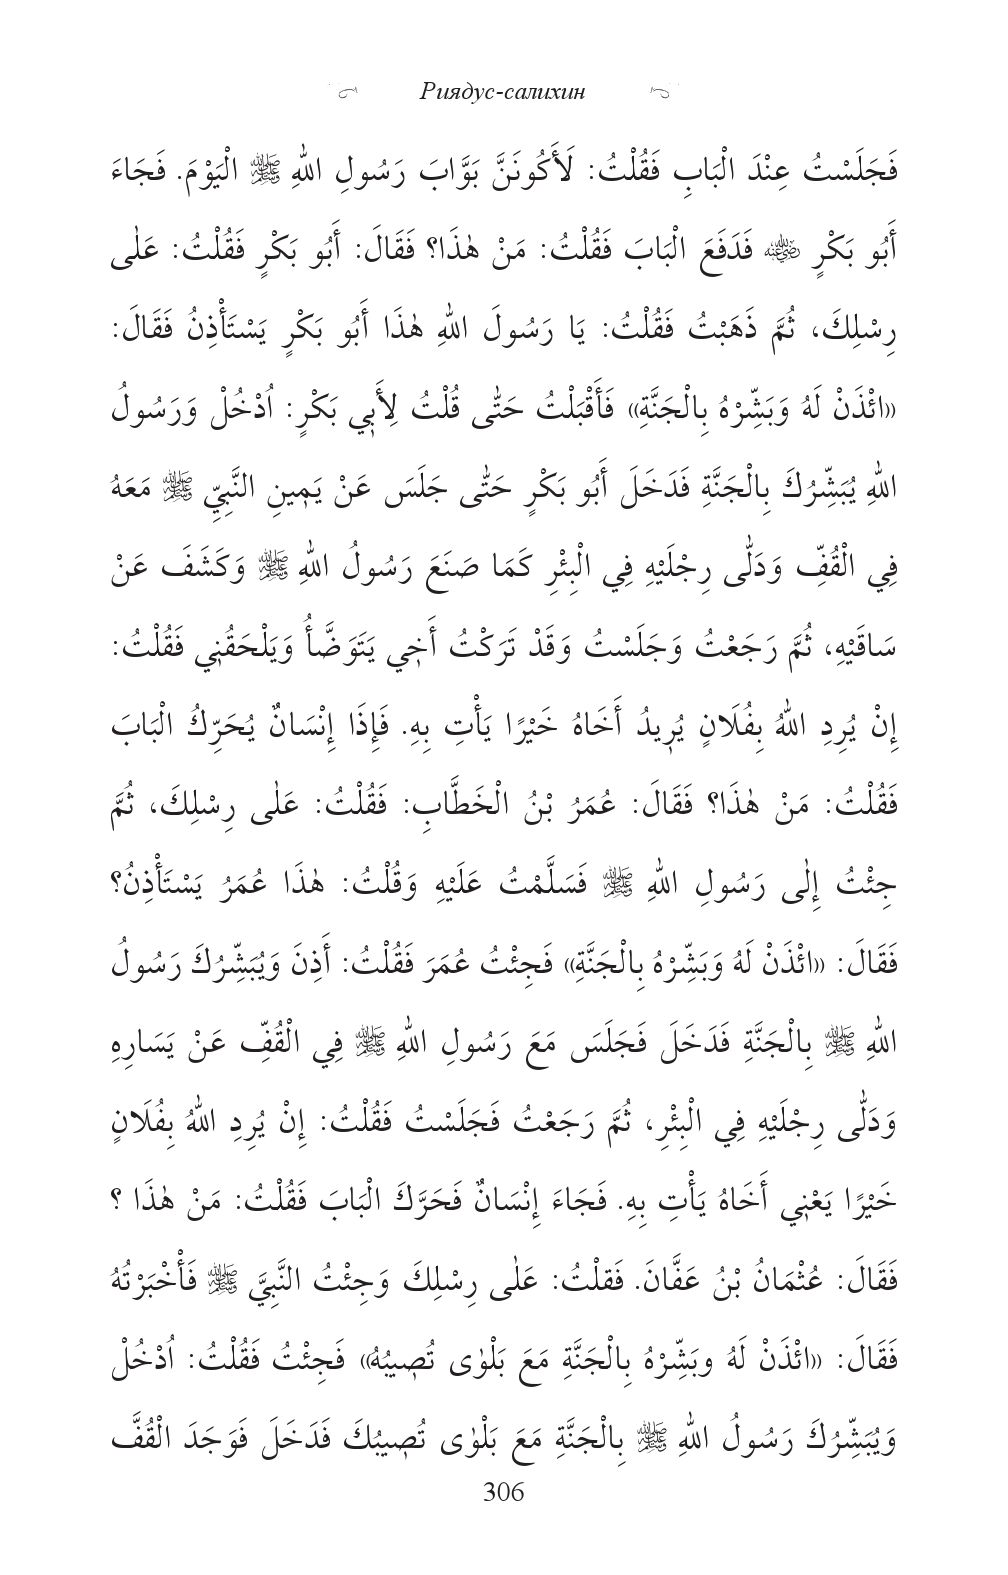 Риядус-салихин
فَجَلَسْتُ عِنْدَ الْبَابِ فَقُلْتُ: لَأَكُونَنَّ بَوَّابَ رَسُولِ اللهِ ﷺ الْيَوْمَ. فَجَاءَ
أَبُو بَكْرٍ ﷜ فَدَفَعَ الْبَابَ فَقُلْتُ: مَنْ هٰذَا؟ فَقَالَ: أَبُو بَكْرٍ فَقُلْتُ: عَلٰى
رِسْلِكَ، ثُمَّ ذَهَبْتُ فَقُلْتُ: يَا رَسُولَ اللهِ هٰذَا أَبُو بَكْرٍ يَسْتَأْذِنُ فَقَالَ:
«ائْذَنْ لَهُ وَبَشِّرْهُ بِالْجَنَّةِ» فَأَقْبَلْتُ حَتّٰى قُلْتُ لِأَبِي بَكْرٍ: اُدْخُلْ وَرَسُولُ
اللهِ يُبَشِّرُكَ بِالْجَنَّةِ فَدَخَلَ أَبُو بَكْرٍ حَتّٰى جَلَسَ عَنْ يَمِينِ النَّبِيِّ ﷺ مَعَهُ
فِي الْقُفِّ وَدَلّٰى رِجْلَيْهِ فِي الْبِئْرِ كَمَا صَنَعَ رَسُولُ اللهِ ﷺ وَكَشَفَ عَنْ
سَاقَيْهِ، ثُمَّ رَجَعْتُ وَجَلَسْتُ وَقَدْ تَرَكْتُ أَخِي يَتَوَضَّأُ وَيَلْحَقُنِي فَقُلْتُ:
إِنْ يُرِدِ اللهُ بِفُلَانٍ يُرِيدُ أَخَاهُ خَيْرًا يَأْتِ بِهِ. فَإِذَا إِنْسَانٌ يُحَرِّكُ الْبَابَ
فَقُلْتُ: مَنْ هٰذَا؟ فَقَالَ: عُمَرُ بْنُ الْخَطَّابِ: فَقُلْتُ: عَلٰى رِسْلِكَ، ثُمَّ
جِئْتُ إِلٰى رَسُولِ اللهِ ﷺ فَسَلَّمْتُ عَلَيْهِ وَقُلْتُ: هٰذَا عُمَرُ يَسْتَأْذِنُ؟
فَقَالَ: «ائْذَنْ لَهُ وَبَشِّرْهُ بِالْجَنَّةِ» فَجِئْتُ عُمَرَ فَقُلْتُ: أَذِنَ وَيُبَشِّرُكَ رَسُولُ
اللهِ ﷺ بِالْجَنَّةِ فَدَخَلَ فَجَلَسَ مَعَ رَسُولِ اللهِ ﷺ فِي الْقُفِّ عَنْ يَسَارِهِ
وَدَلّٰى رِجْلَيْهِ فِي الْبِئْرِ، ثُمَّ رَجَعْتُ فَجَلَسْتُ فَقُلْتُ: إِنْ يُرِدِ اللهُ بِفُلَانٍ
خَيْرًا يَعْنِي أَخَاهُ يَأْتِ بِهِ. فَجَاءَ إِنْسَانٌ فَحَرَّكَ الْبَابَ فَقُلْتُ: مَنْ هٰذَا ؟
فَقَالَ: عُثْمَانُ بْنُ عَفَّانَ. فَقلْتُ: عَلٰى رِسْلِكَ وَجِئْتُ النَّبِيَّ ﷺ فَأَخْبَرْتُهُ
فَقَالَ: «ائْذَنْ لَهُ وبَشِّرْهُ بِالْجَنَّةِ مَعَ بَلْوٰى تُصِيبُهُ» فَجِئْتُ فَقُلْتُ: اُدْخُلْ
وَيُبَشِّرُكَ رَسُولُ اللهِ ﷺ بِالْجَنَّةِ مَعَ بَلْوٰى تُصِيبُكَ فَدَخَلَ فَوَجَدَ الْقُفَّ
306